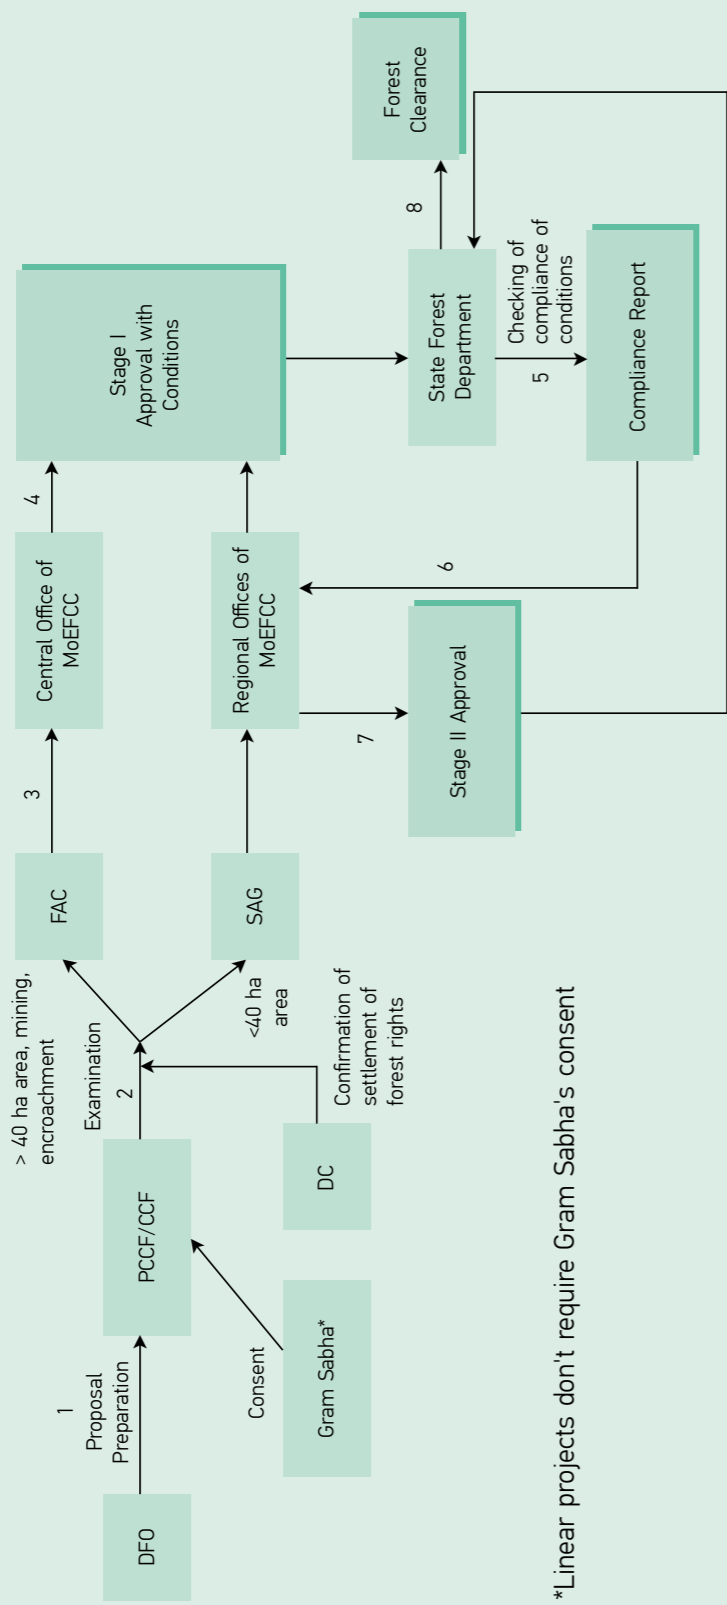 DFO
1
Proposal
Preparation
PCCF/CCF
Gram Sabha*
Consent
DC
Confirmation of
settlement of
forest rights
Examination
2
> 40 ha area, mining,
encroachment
<40 ha
area
FAC
SAG
3
Central Office of
MoEFCC
Regional Offices of
MoEFCC
4
Stage I
Approval with
Conditions
State Forest
Department
5
Checking of
compliance of
conditions
Compliance Report
6
7
Stage II Approval
8
Forest
Clearance
*Linear projects don't require Gram Sabha's consent